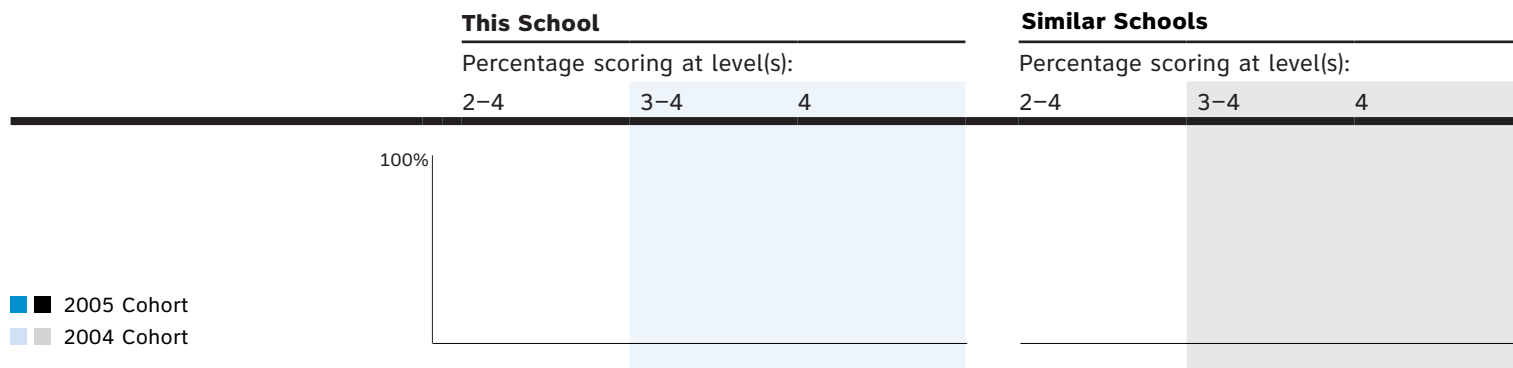 This School
Similar Schools
Percentage scoring at level(s):
Percentage scoring at level(s):
2–4 3–4 4
2–4 3–4 4
100%
2005 Cohort
2004 Cohort